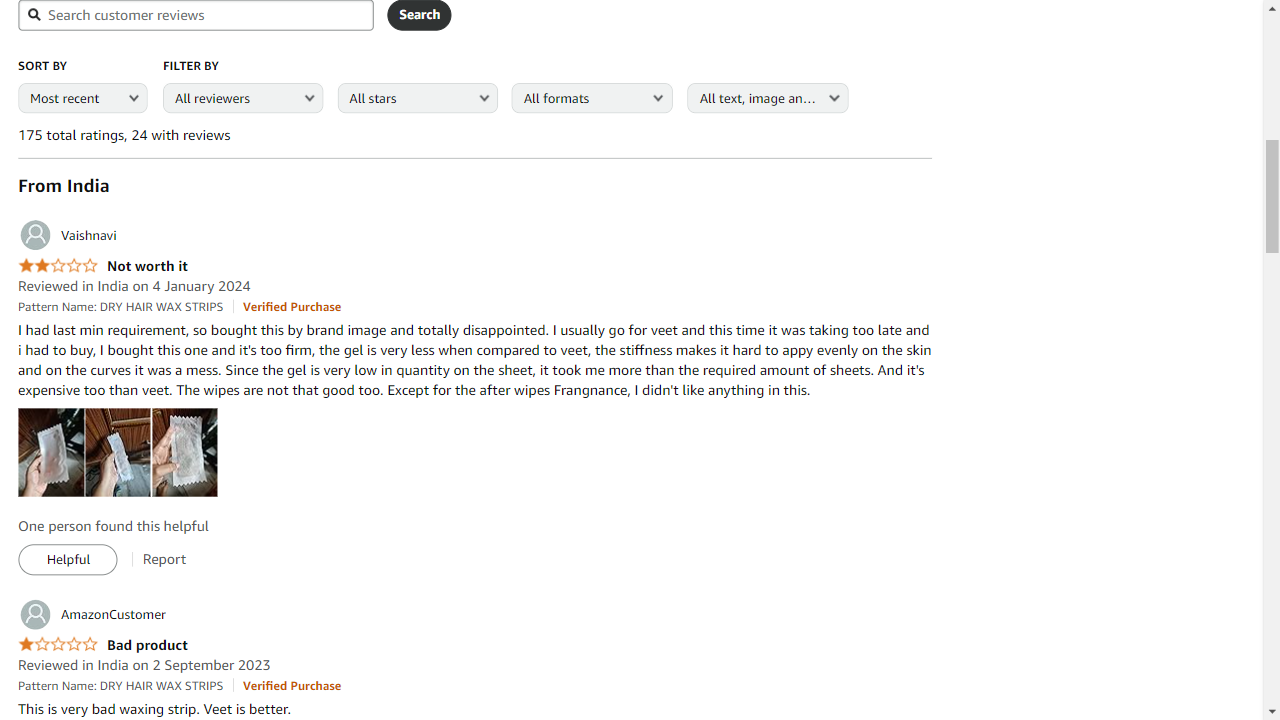 Search customer reviews
Search
SORT BY
FILTER BY
Most recent
All reviewers
All stars
All formats
All text, image an…
175 total ratings, 24 with reviews
From India
Vaishnavi
Not worth it
Reviewed in India on 4 January 2024
Pattern Name: DRY HAIR WAX STRIPS
Verified Purchase
I had last min requirement, so bought this by brand image and totally disappointed. I usually go for veet and this time it was taking too late and
i had to buy, I bought this one and it's too firm, the gel is very less when compared to veet, the stiffness makes it hard to appy evenly on the skin
and on the curves it was a mess. Since the gel is very low in quantity on the sheet, it took me more than the required amount of sheets. And it's
expensive too than veet. The wipes are not that good too. Except for the after wipes Frangnance, I didn't like anything in this.
One person found this helpful
Helpful
Report
AmazonCustomer
Bad product
Reviewed in India on 2 September 2023
Pattern Name: DRY HAIR WAX STRIPS
Verified Purchase
This is very bad waxing strip. Veet is better.